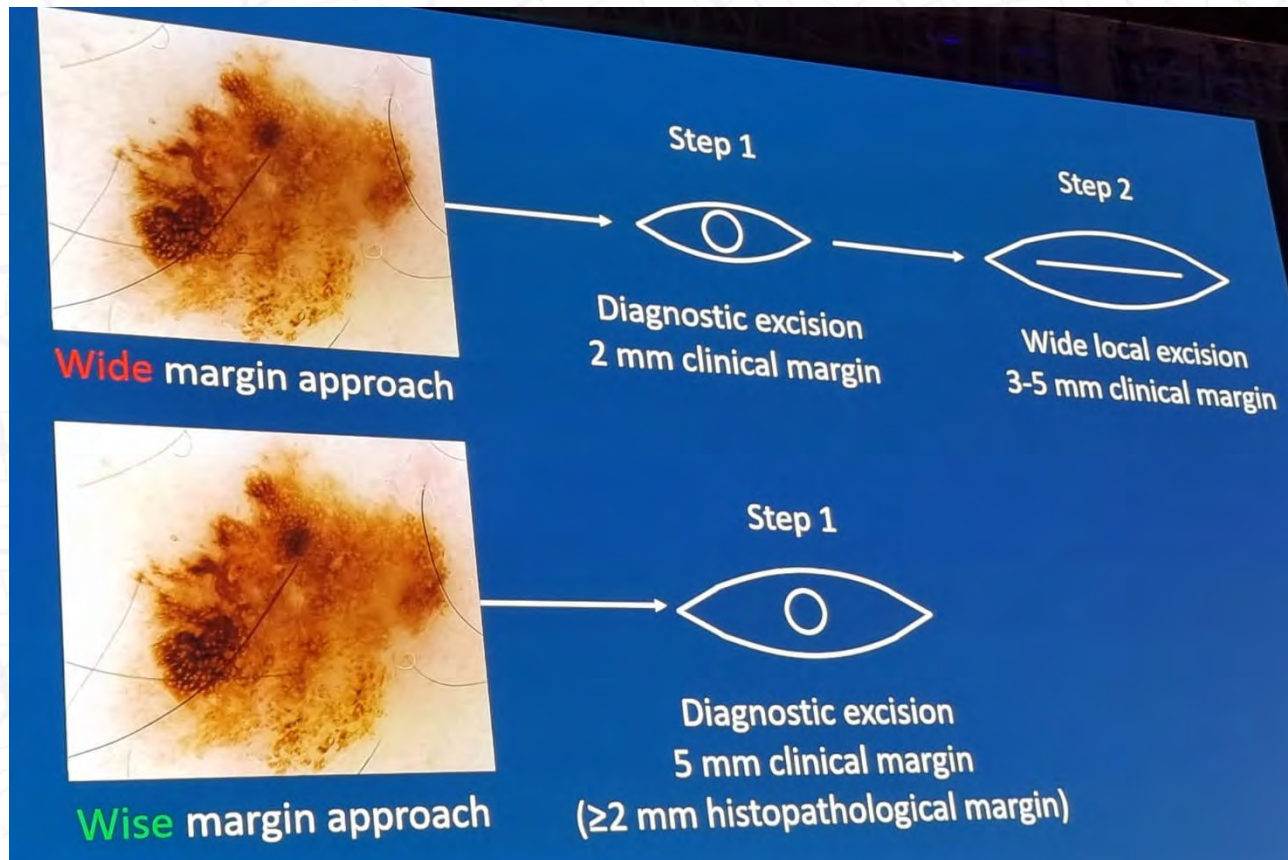 Step 1
Step 2
Diagnostic excision
2 mm clinical margin
Wide local excision
3-5 mm clinical margin
Wide margin approach
Step 1
Diagnostic excision
5 mm clinical margin
(≥2 mm histopathological margin)
Wise margin approach